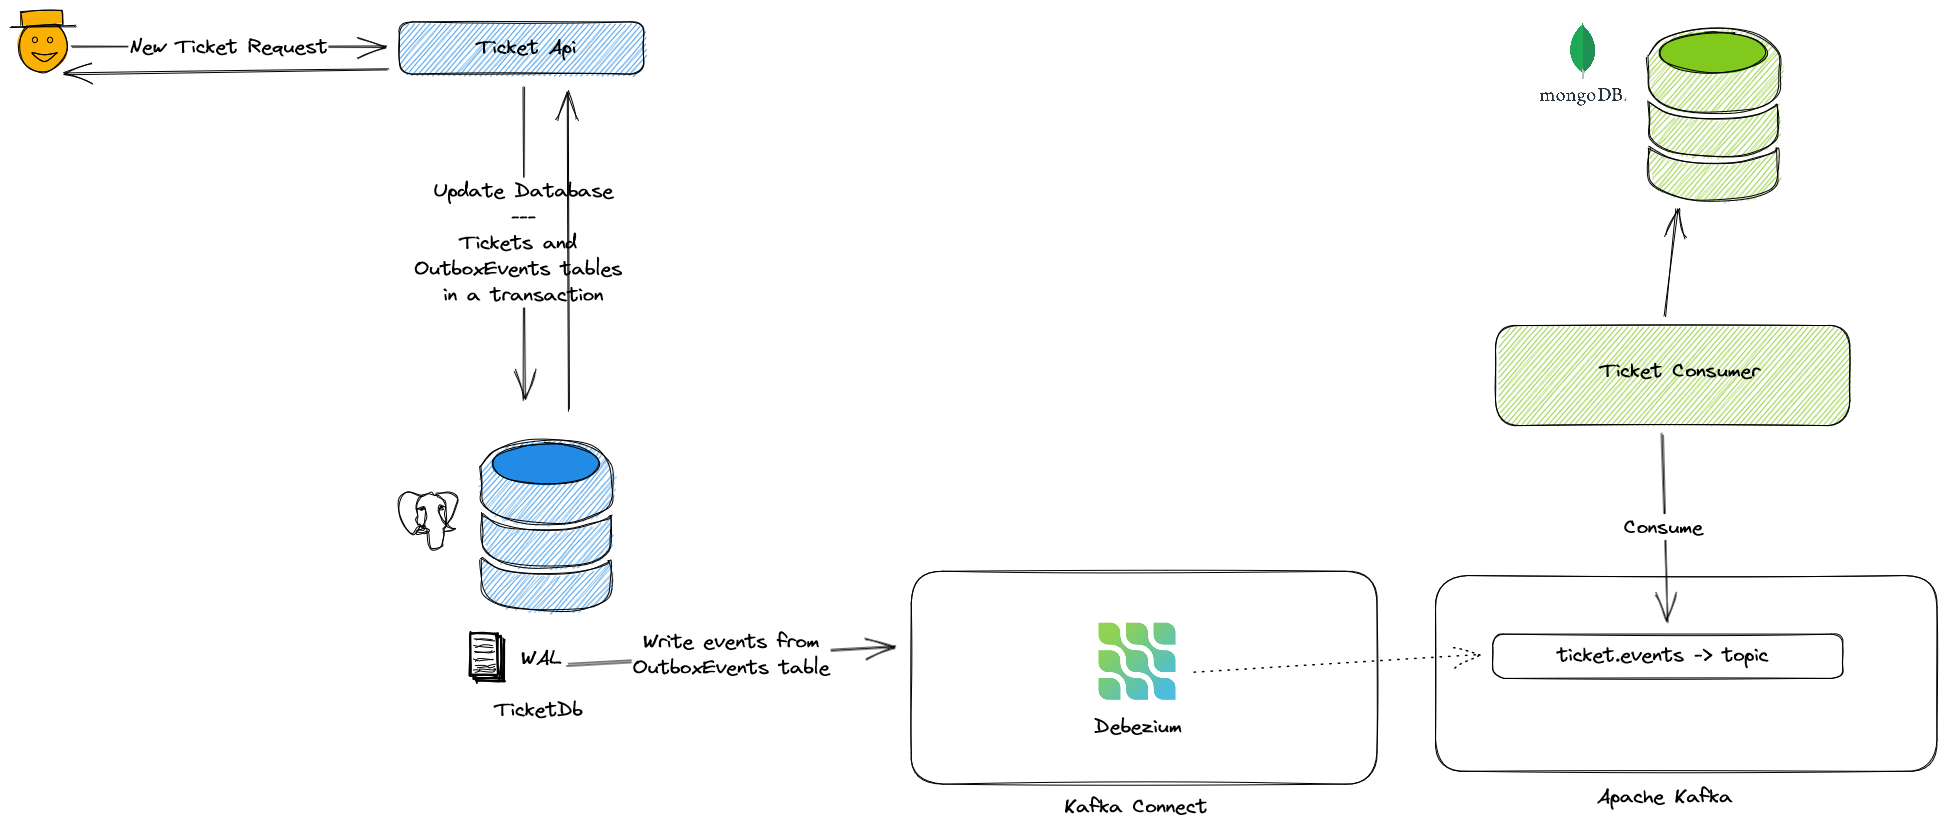 New Ticket Request
Ticket Api
mongoDB.
Update Database
---
Tickets and
OutboxEvents tables
in a transaction
Ticket Consumer
Consume
WAL
Write events from
OutboxEvents table
TicketDb
Debezium
ticket.events -> topic
Kafka Connect
Apache Kafka